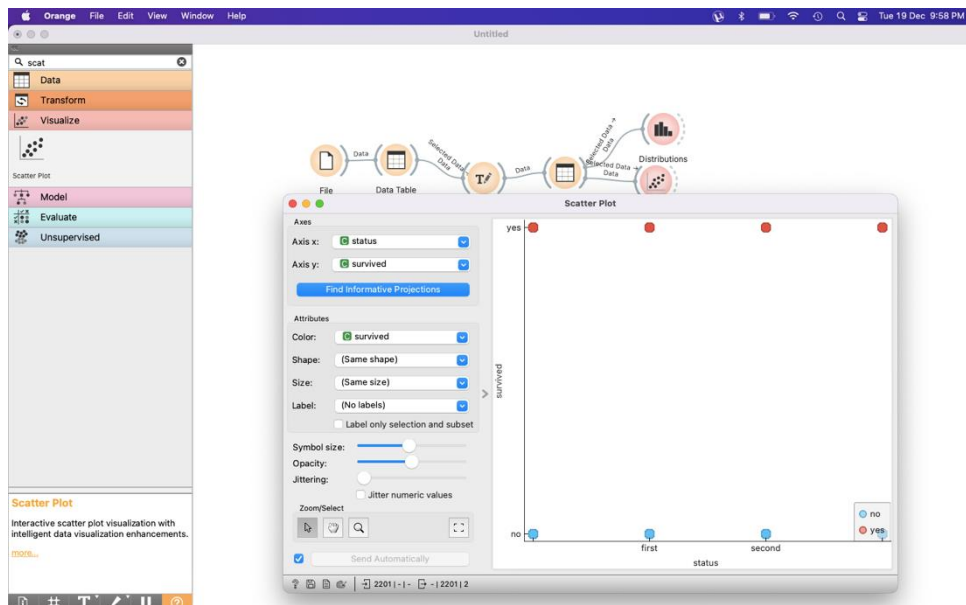 Orange File Edit View Window Help Tue 19 Dec 9:58 PM
Untitled
scat
Data
Transform
Visualize
Scatter Plot
Model
Evaluate
Unsupervised
Scatter Plot
Interactive scatter plot visualization with
intelligent data visualization enhancements.
more...
File
Data
Data Table
Selected Data
Data
Data
Selected Data →
Data
Distributions
Selected Data →
Data
Scatter Plot
Axes
Axis x: C status
Axis y: C survived
Find Informative Projections
Attributes
Color: C survived
Shape: (Same shape)
Size: (Same size)
Label: (No labels)
Label only selection and subset
Symbol size:
Opacity:
Jittering:
Jitter numeric values
Zoom/Select
Send Automatically
2201 | - | - - | 2201 | 2
yes
survived
no
first second
status
no
yes